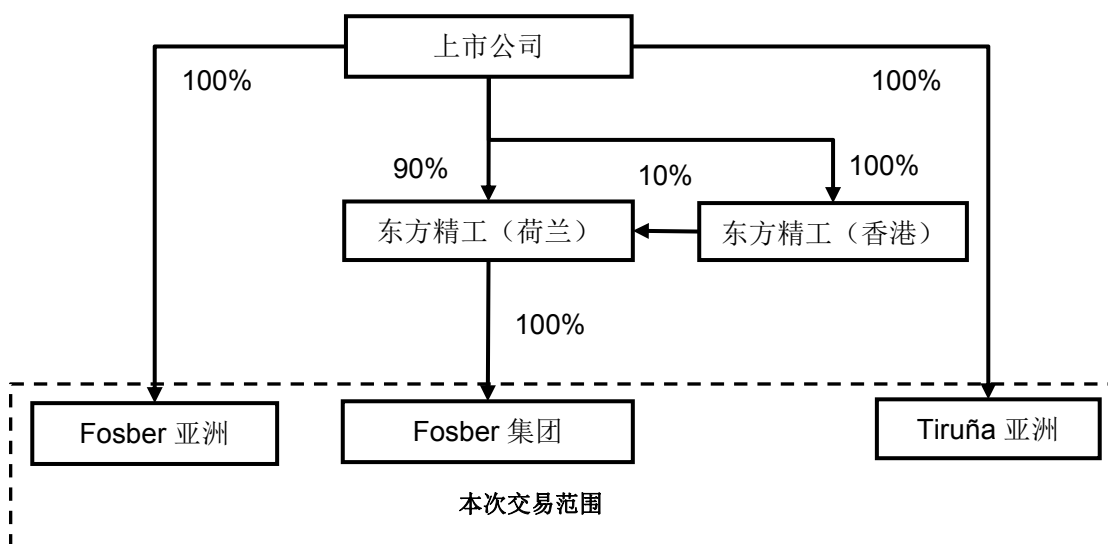 上市公司
100%
100%
90%
10%
100%
东方精工（荷兰）
东方精工（香港）
100%
Fosber 亚洲
Fosber 集团
Tiruña 亚洲
本次交易范围